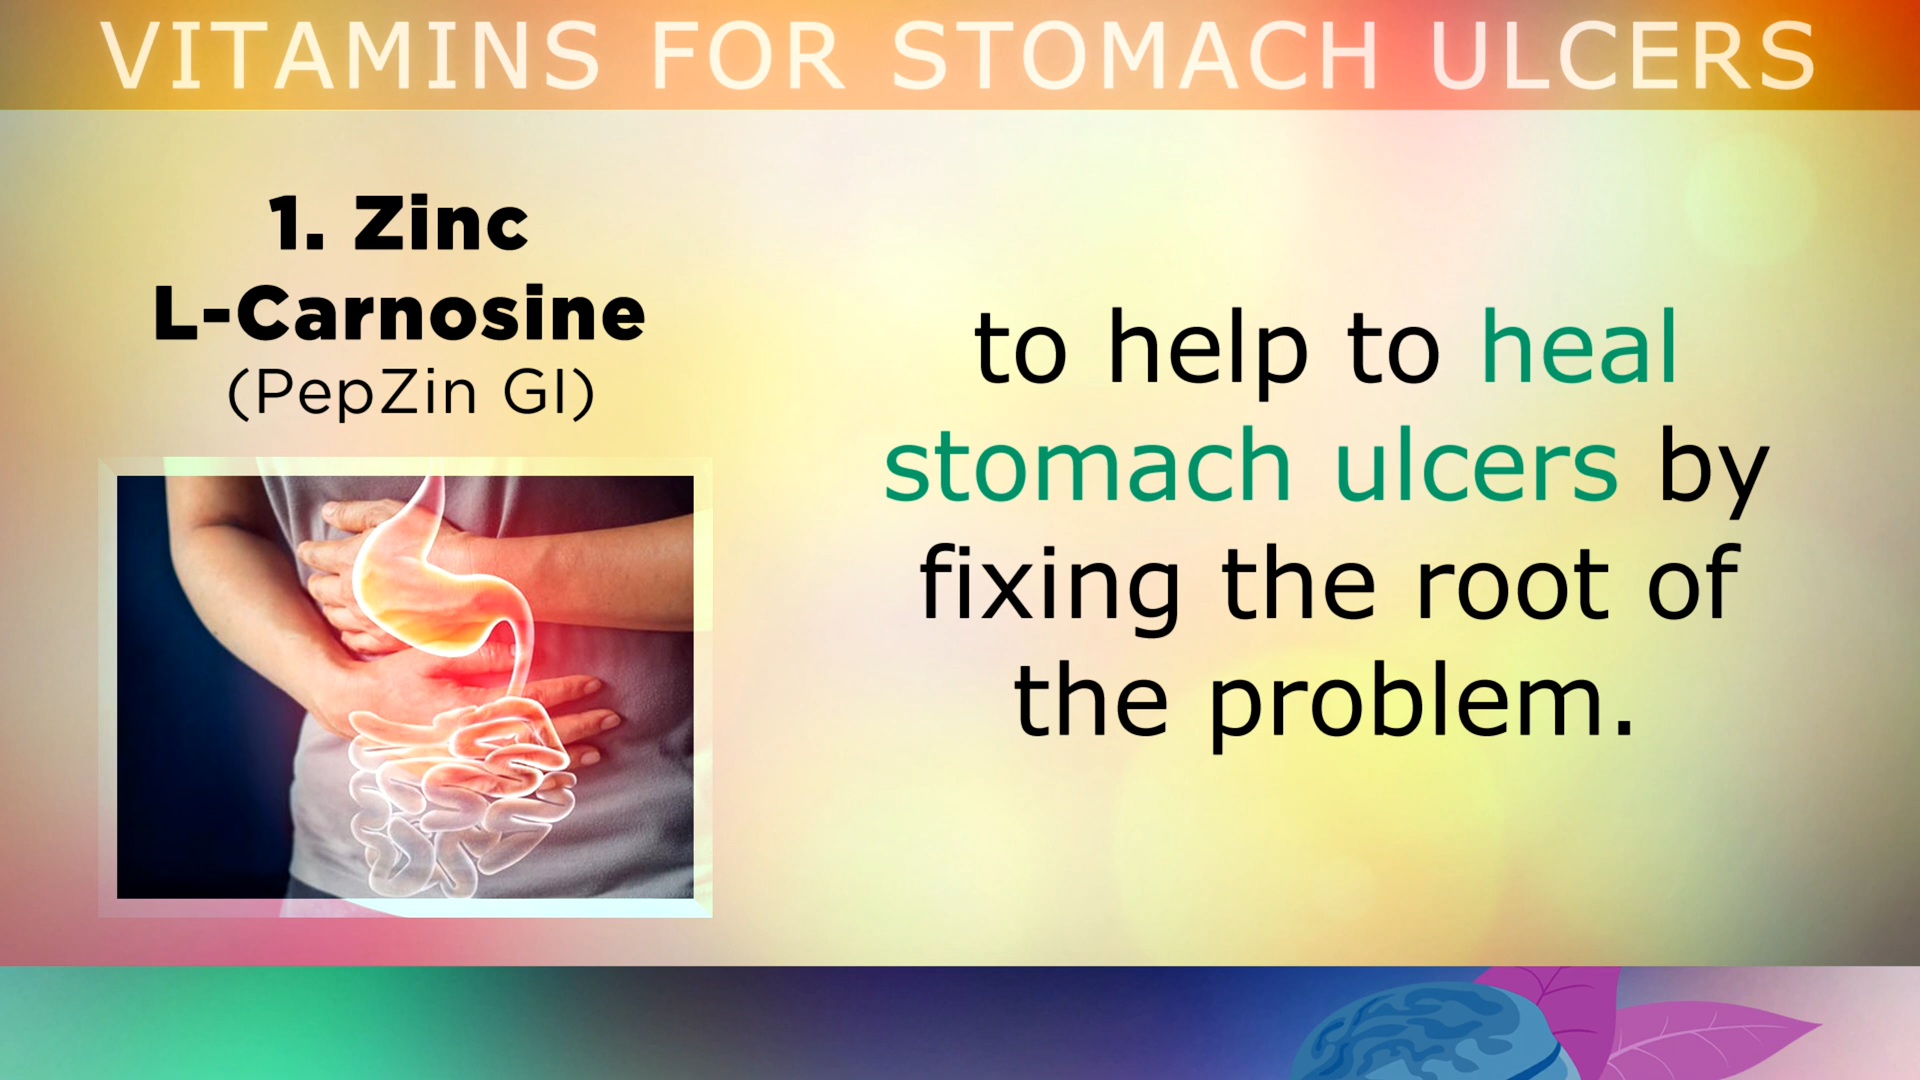 VITAMINS FOR STOMACH ULCERS
1. Zinc
L-Carnosine
(PepZin GI)
to help to heal
stomach ulcers by
fixing the root of
the problem.